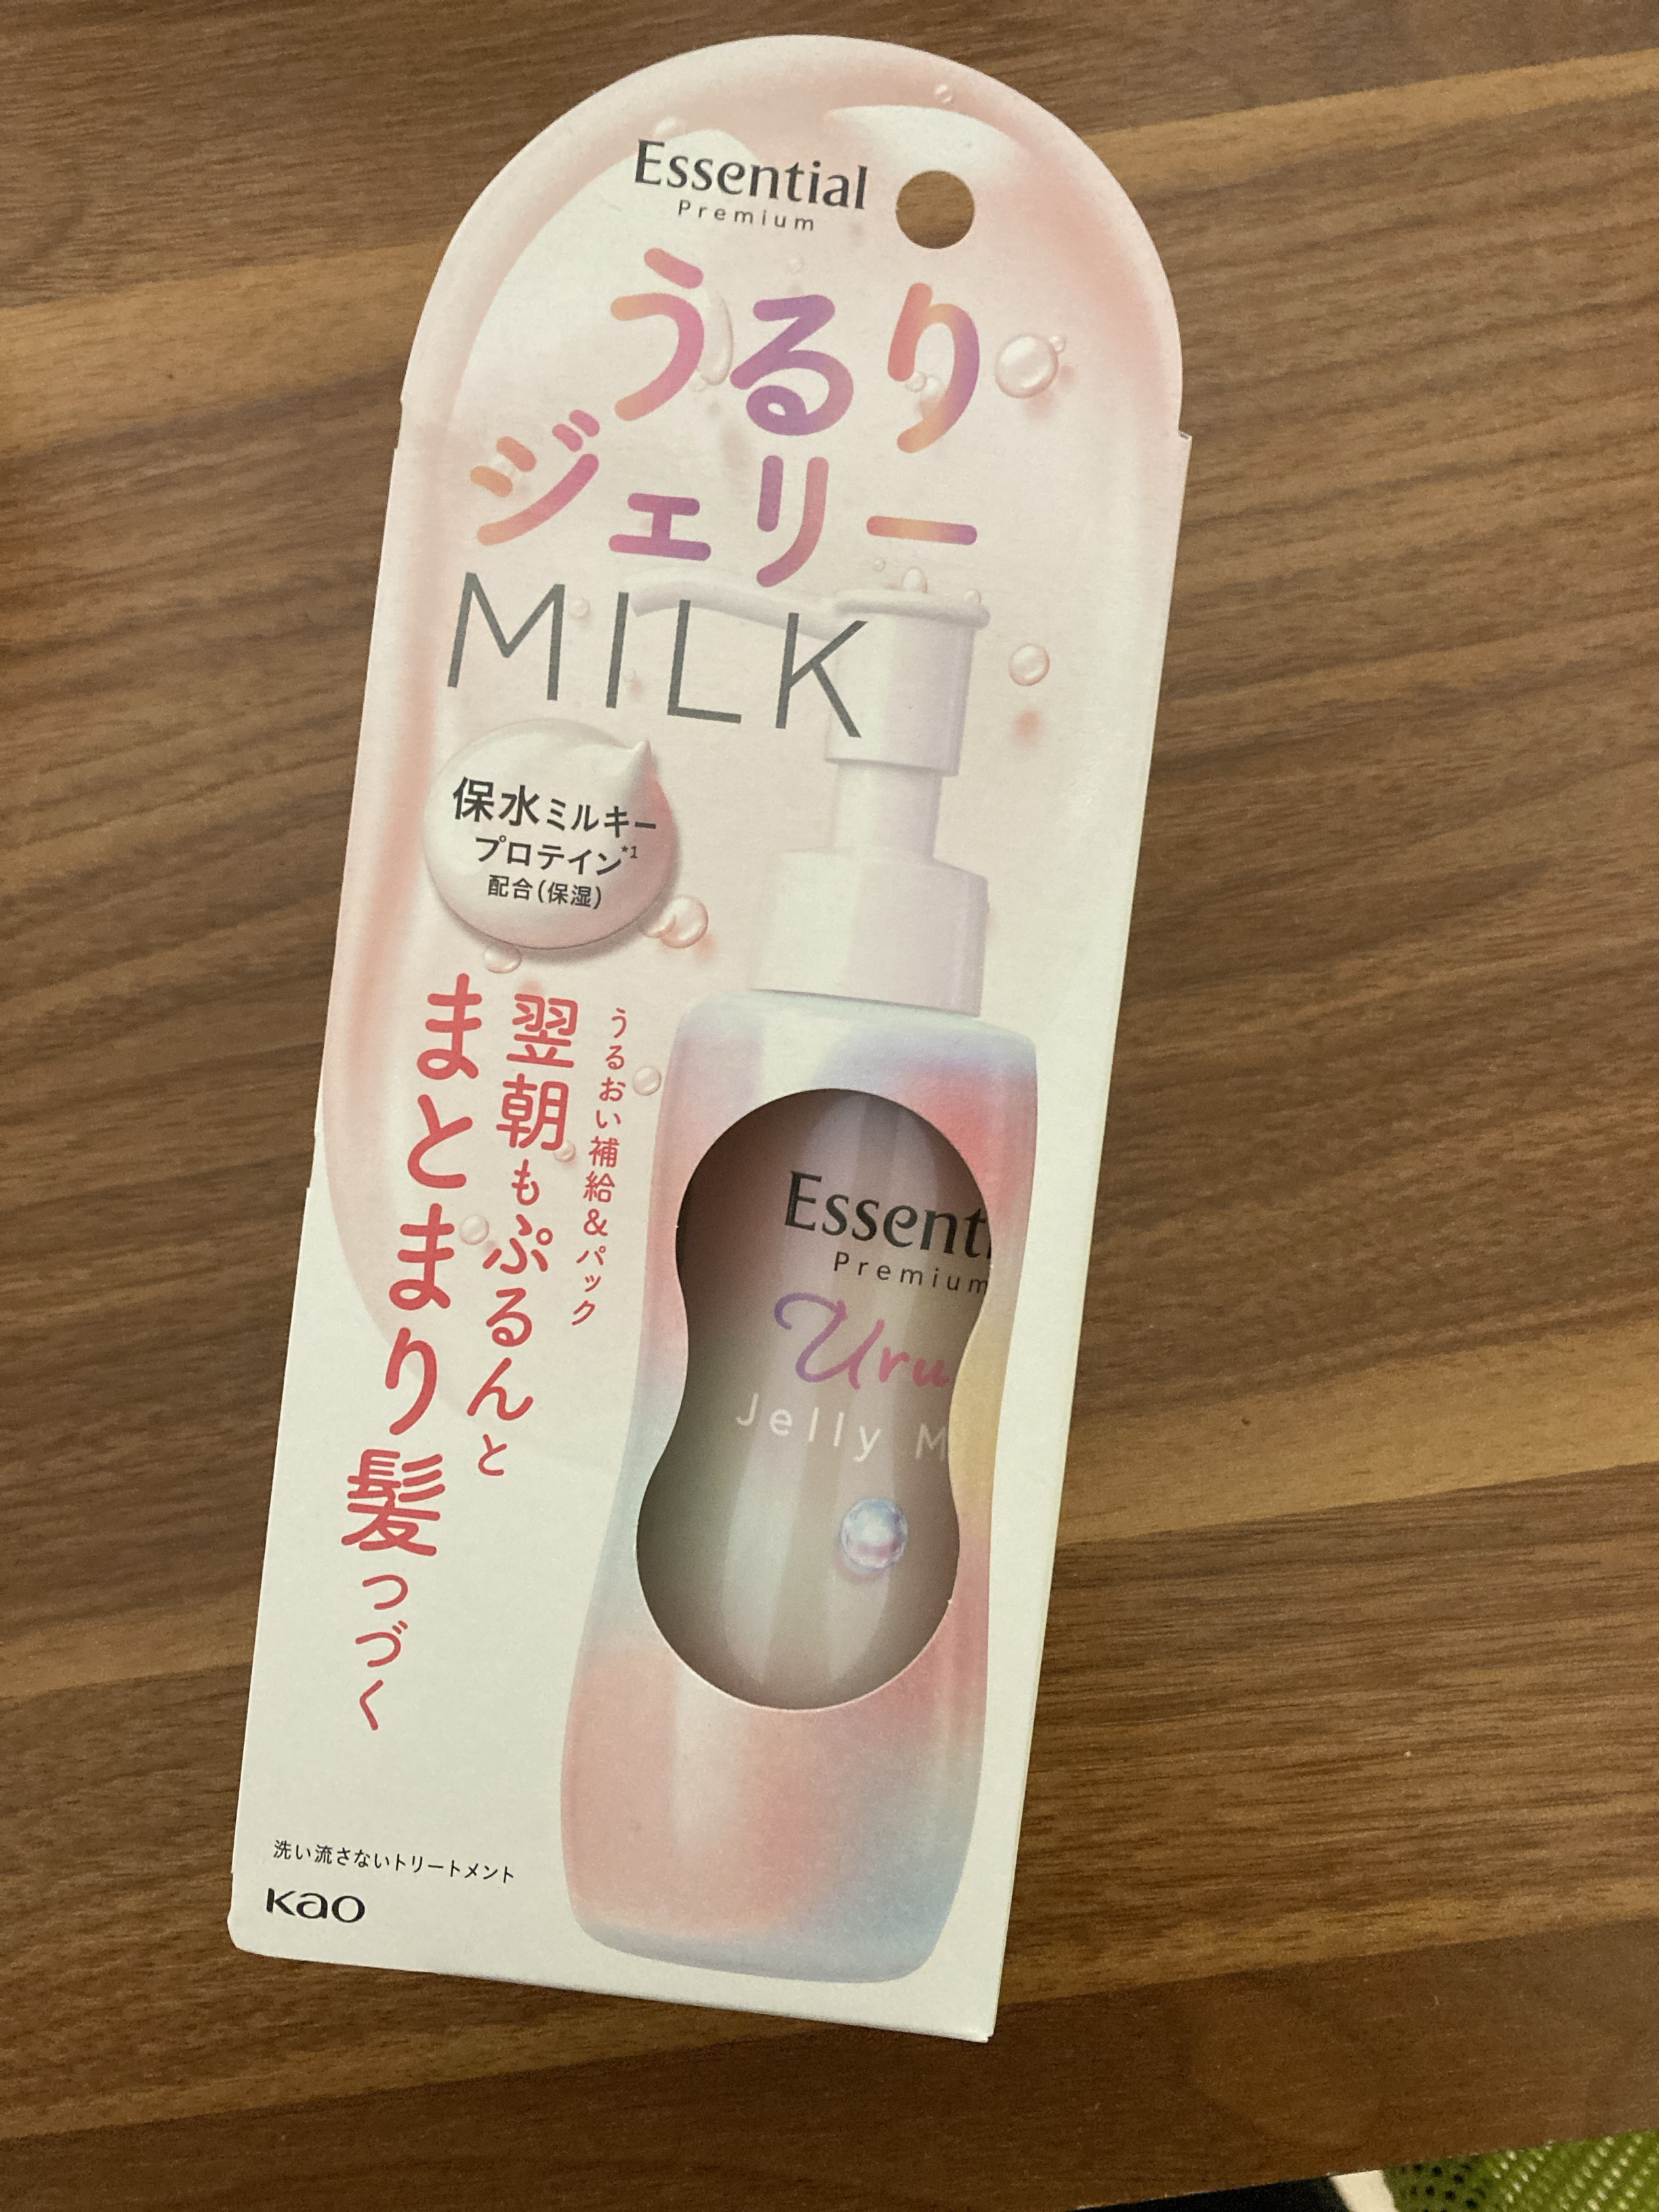 Essential
Premium
うるり
ジェリー
MILK
保水ミルキー
プロテイン*1
配合(保湿)
うるおい補給&パック
翌朝もぷるんと
まとまり髪つづく
Essent
Premium
Uru
Jelly M
洗い流さないトリートメント
Kao